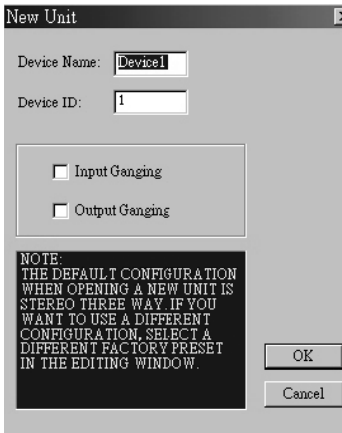 New Unit
Device Name: Device1
Device ID: 1
Input Ganging
Output Ganging
NOTE:
THE DEFAULT CONFIGURATION
WHEN OPENING A NEW UNIT IS
STEREO THREE WAY. IF YOU
WANT TO USE A DIFFERENT
CONFIGURATION, SELECT A
DIFFERENT FACTORY PRESET
IN THE EDITING WINDOW.
OK
Cancel